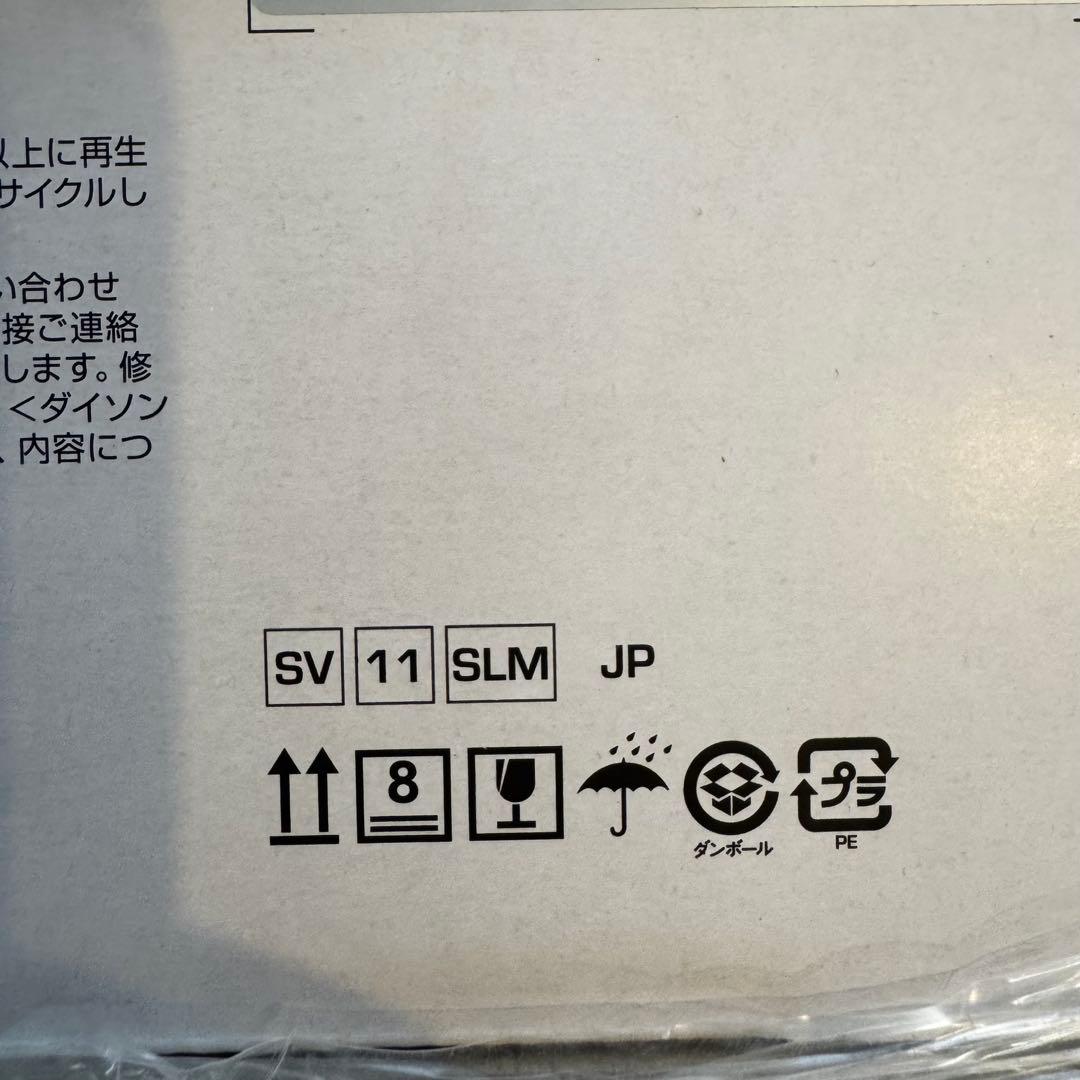 以上に再生
サイクルし
い合わせ
接ご連絡
します。修
<ダイソン
、内容につ
SV 11 SLM JP
8
プラ
ダンボール
PE